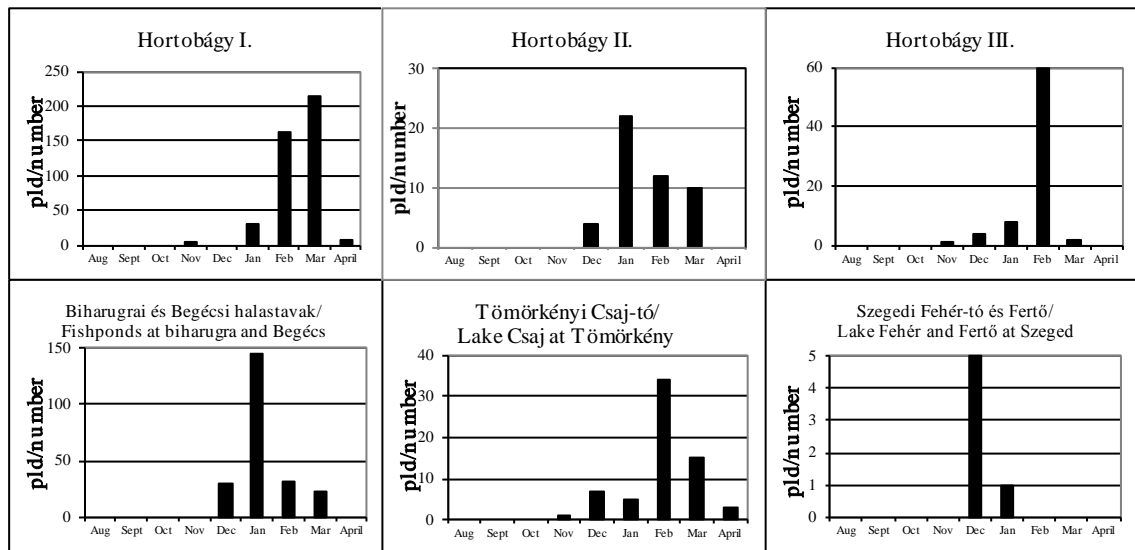 Hortobágy I.
pld/number
250
200
150
100
50
0
Aug Sept Oct Nov Dec Jan Feb Mar April
Hortobágy II.
pld/number
30
20
10
0
Aug Sept Oct Nov Dec Jan Feb Mar April
Hortobágy III.
pld/number
60
40
20
0
Aug Sept Oct Nov Dec Jan Feb Mar April
Biharugrai és Begécsi halastavak/
Fishponds at biharugra and Begécs
pld/number
150
100
50
0
Aug Sept Oct Nov Dec Jan Feb Mar April
Tömörkényi Csaj-tó/
Lake Csaj at Tömörkény
pld/number
40
30
20
10
0
Aug Sept Oct Nov Dec Jan Feb Mar April
Szegedi Fehér-tó és Fertő/
Lake Fehér and Fertő at Szeged
pld/number
5
4
3
2
1
0
Aug Sept Oct Nov Dec Jan Feb Mar April